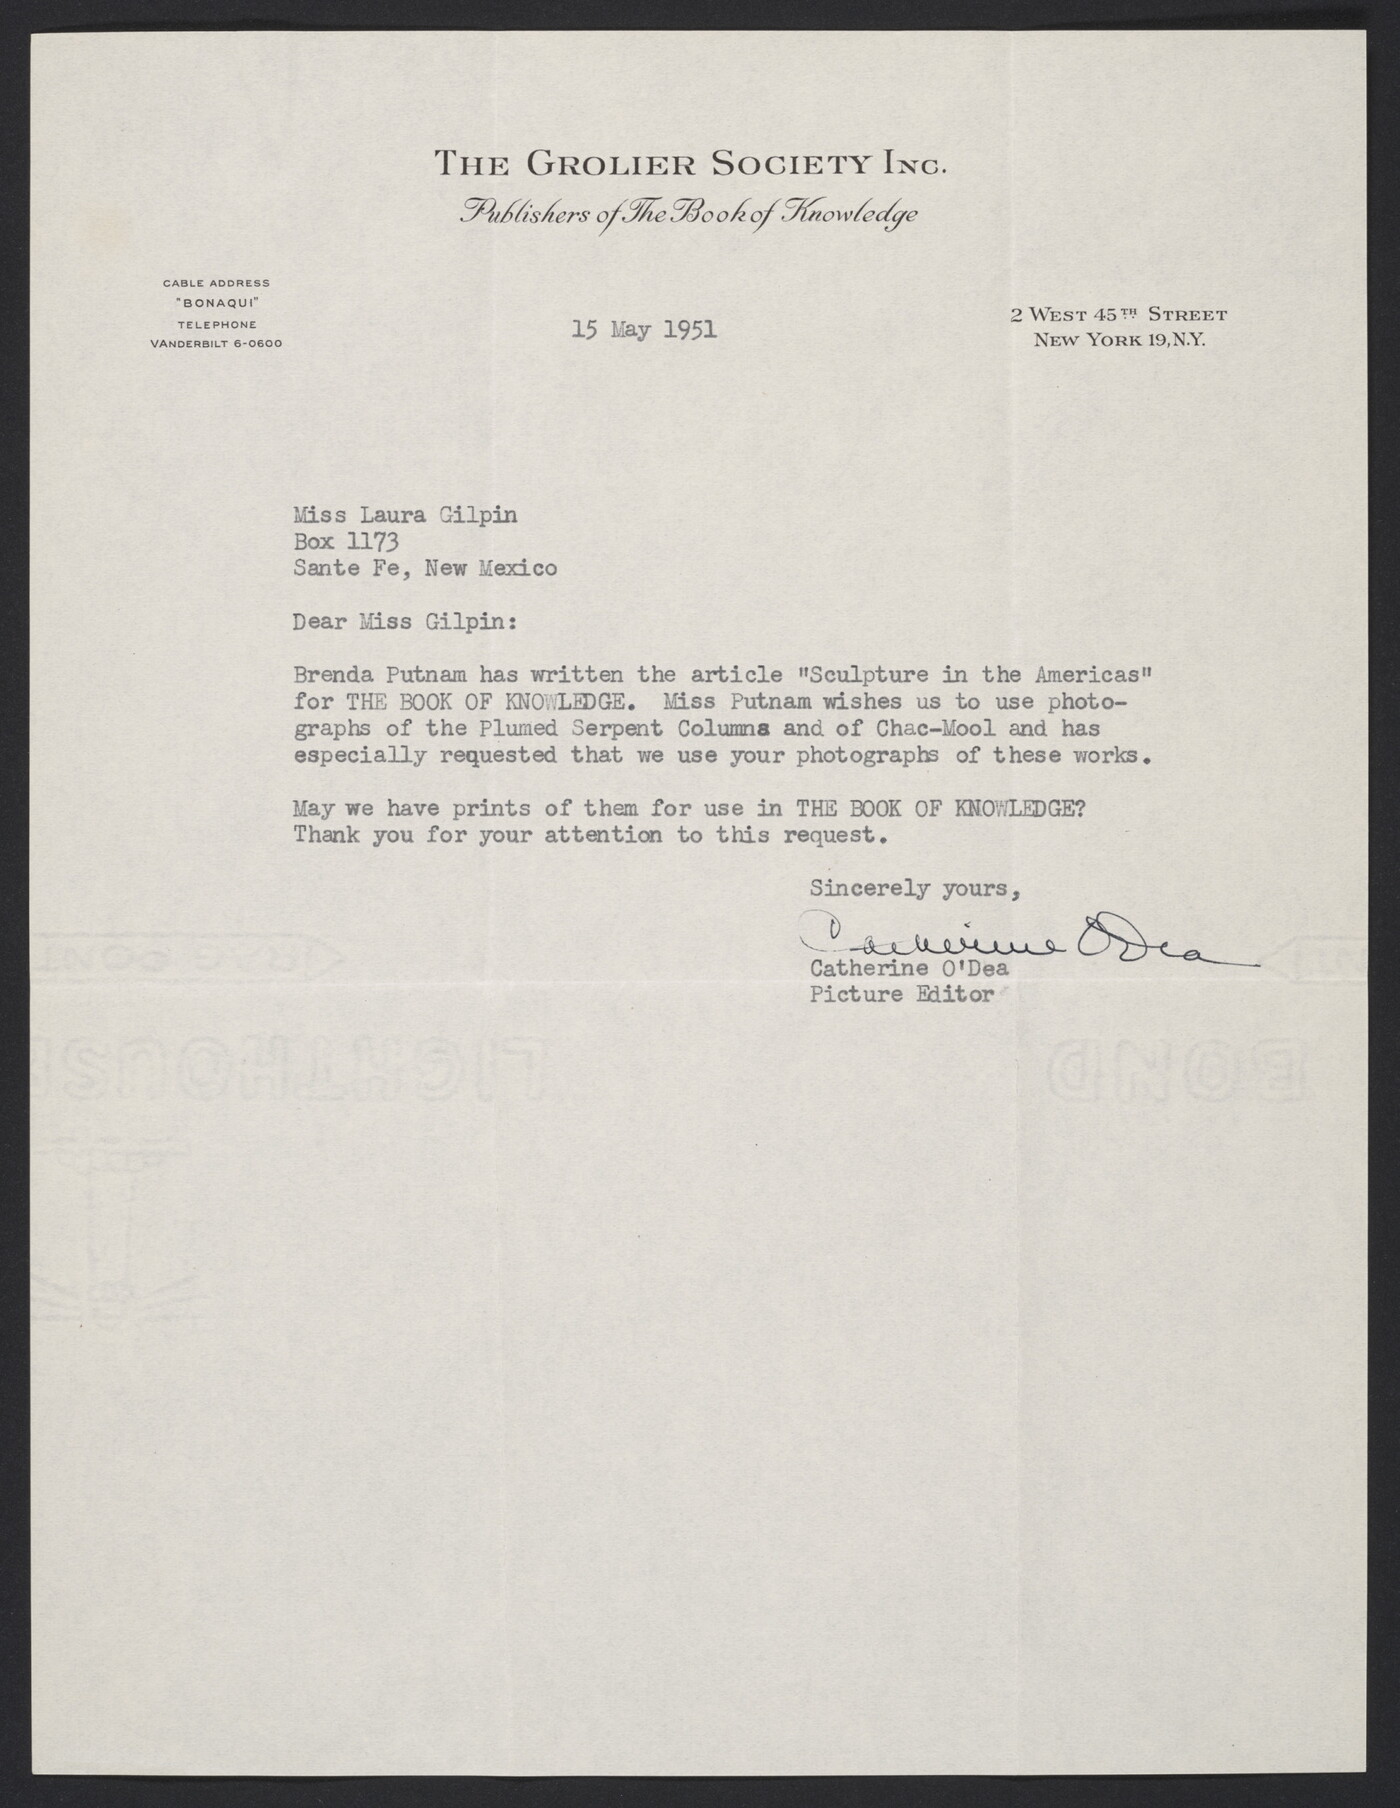 THE GROLIER SOCIETY INC.
Publishers of The Book of Knowledge
CABLE ADDRESS
"BONAQUI"
TELEPHONE
VANDERBILT 6-0600
15 May 1951
2 WEST 45TH STREET
NEW YORK 19, N.Y.
Miss Laura Gilpin
Box 1173
Sante Fe, New Mexico
Dear Miss Gilpin:
Brenda Putnam has written the article "Sculpture in the Americas"
for THE BOOK OF KNOWLEDGE. Miss Putnam wishes us to use photo-
graphs of the Plumed Serpent Columns and of Chac-Mool and has
especially requested that we use your photographs of these works.
May we have prints of them for use in THE BOOK OF KNOWLEDGE?
Thank you for your attention to this request.
Sincerely yours,
Catherine O'Dea
Catherine O'Dea
Picture Editor
LIGHTHOUS
BOND